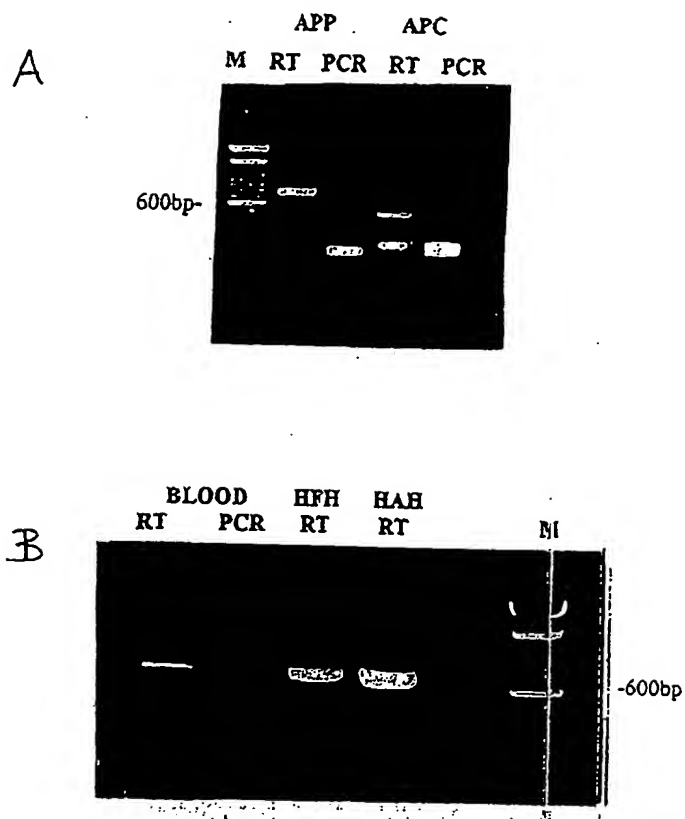 A
APP APC
M RT PCR RT PCR
600bp-
B
BLOOD HFH HAH
RT PCR RT RT M
-600bp